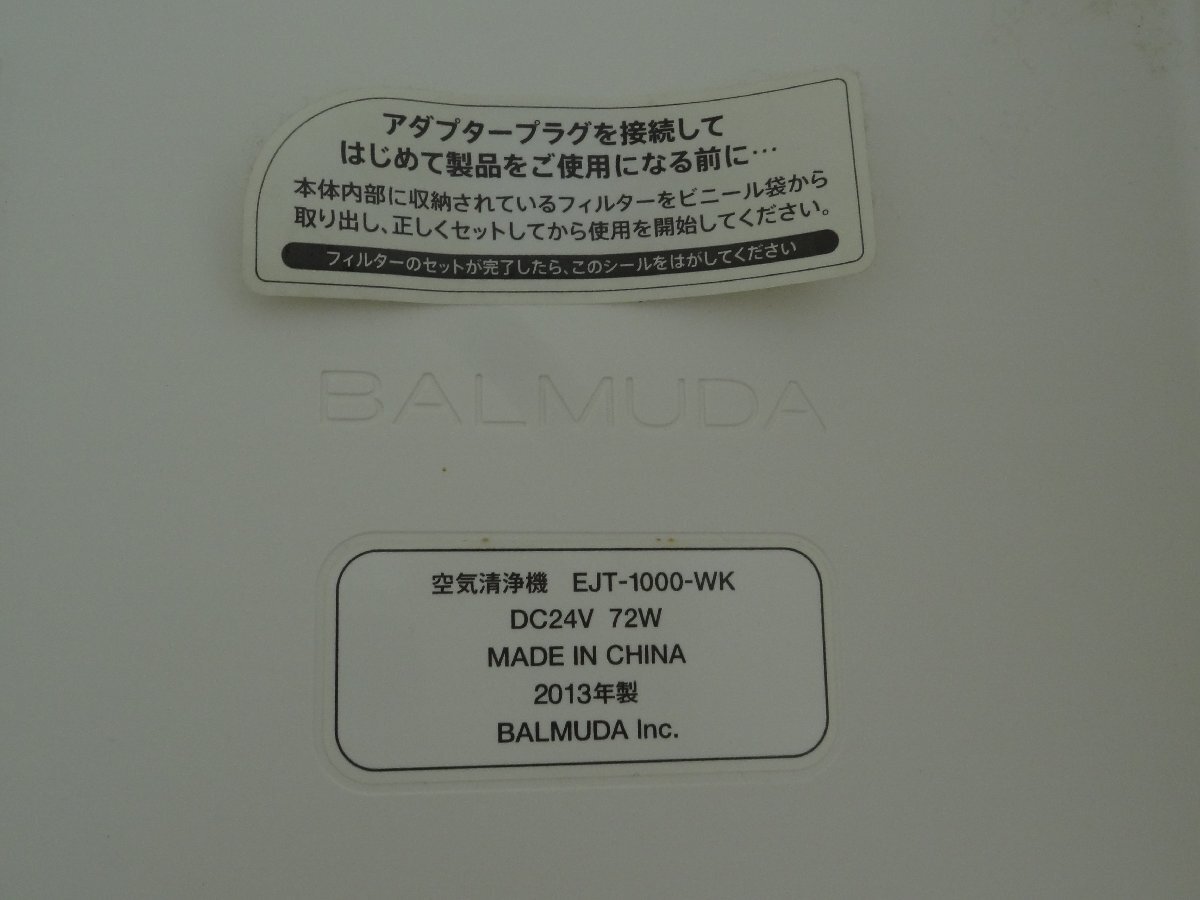 アダプタープラグを接続して
はじめて製品をご使用になる前に…
本体内部に収納されているフィルターをビニール袋から
取り出し、正しくセットしてから使用を開始してください。
フィルターのセットが完了したら、このシールをはがしてください
BALMUDA
空気清浄機 EJT-1000-WK
DC24V 72W
MADE IN CHINA
2013年製
BALMUDA Inc.